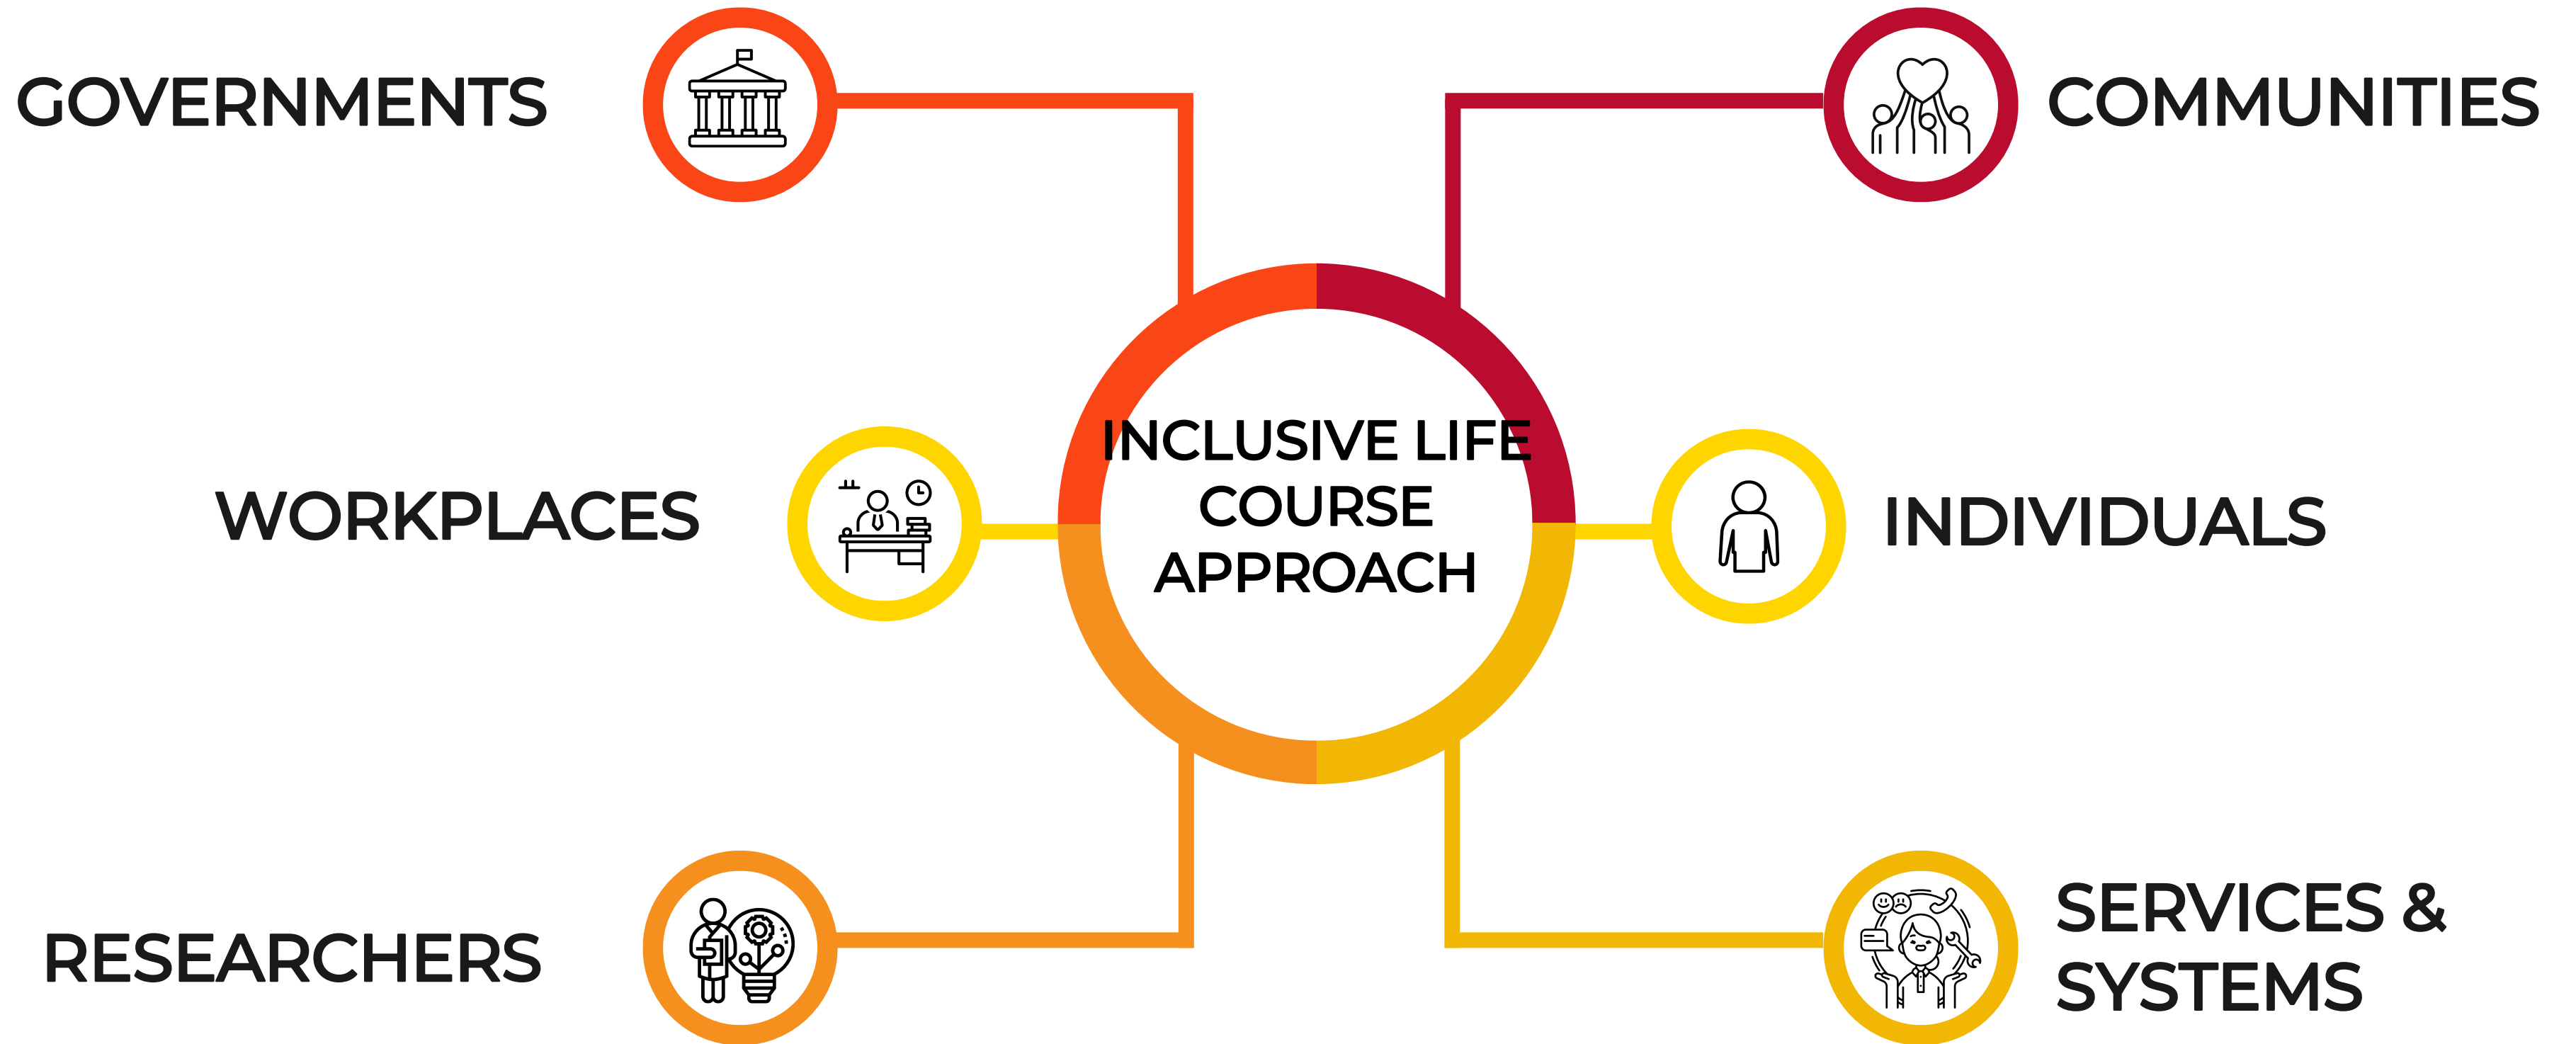 GOVERNMENTS
COMMUNITIES
INCLUSIVE LIFE
COURSE
APPROACH
WORKPLACES
INDIVIDUALS
RESEARCHERS
SERVICES &
SYSTEMS